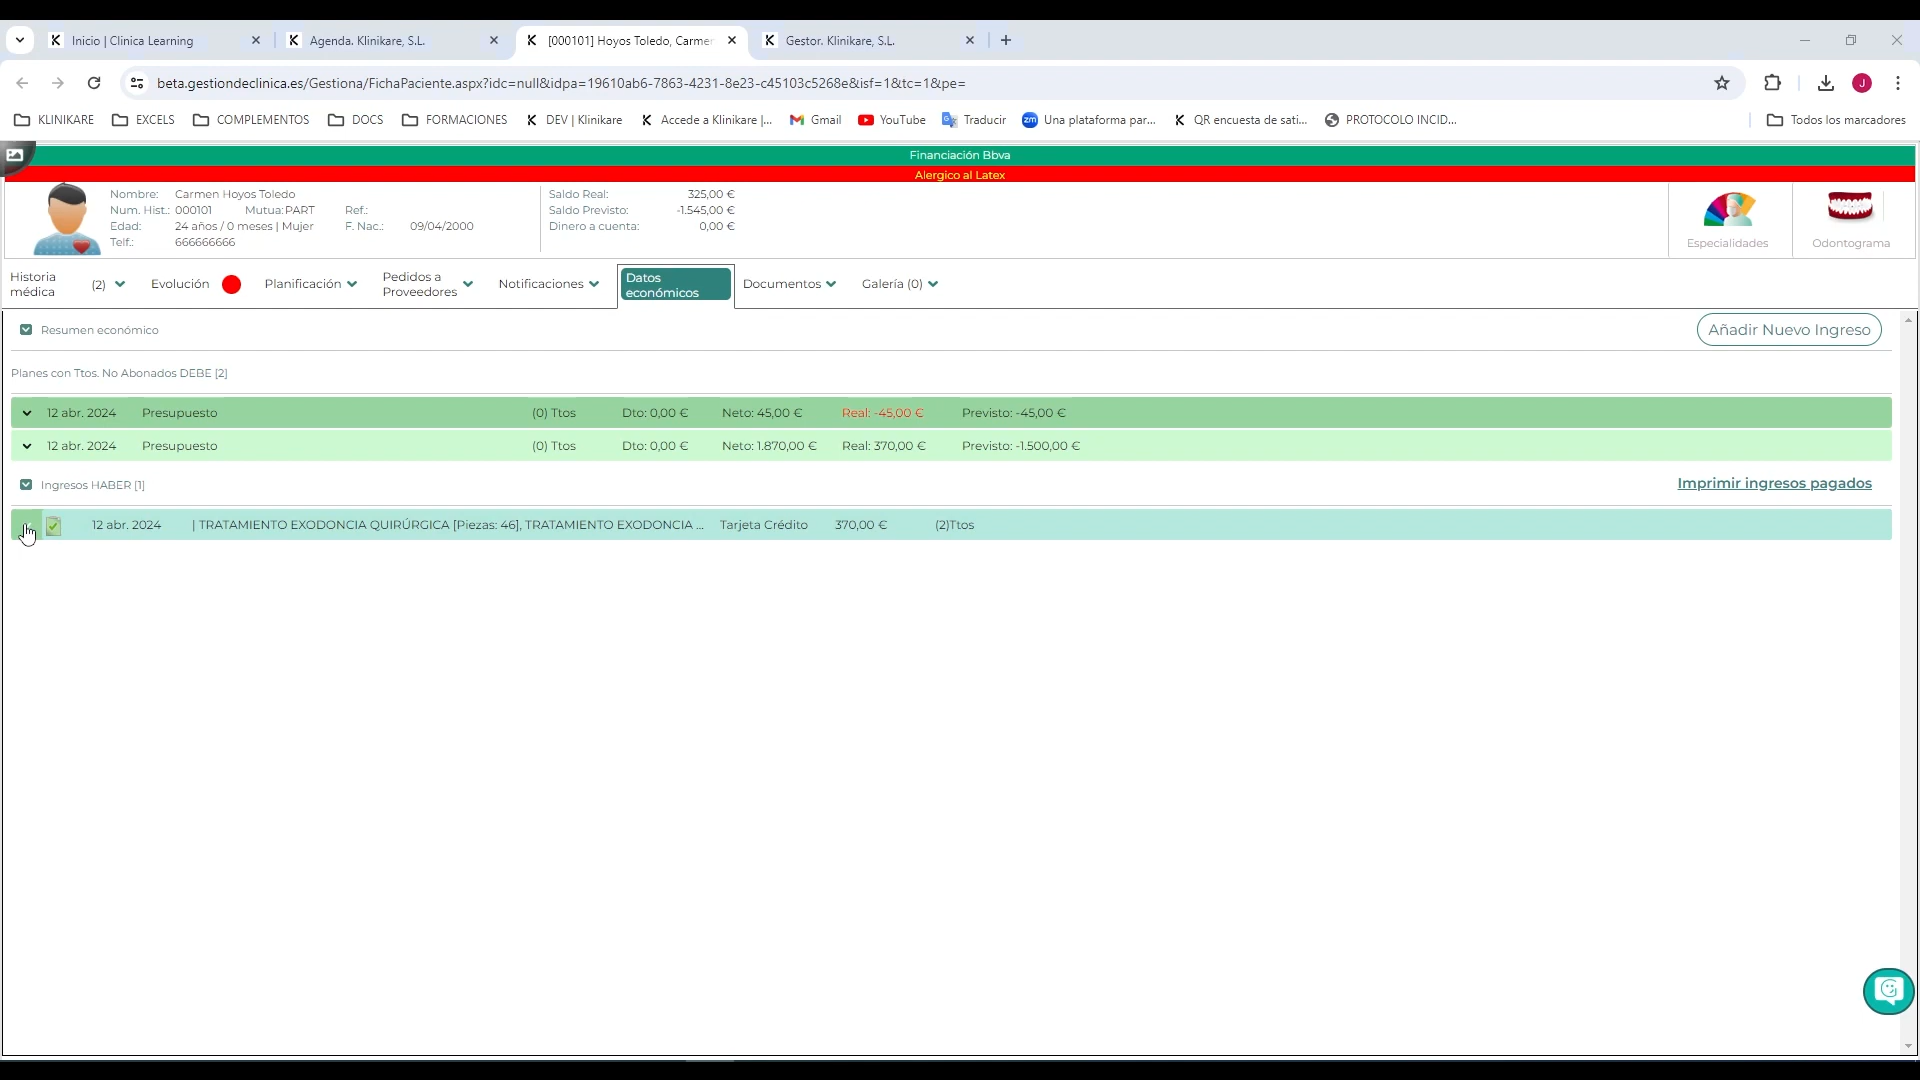 Inicio | Clinica Learning
Agenda. Klinikare, S.L.
[000101] Hoyos Toledo, Carmen
Gestor. Klinikare, S.L.
beta.gestiondeclinica.es/Gestiona/FichaPaciente.aspx?idc=null&idpa=19610ab6-7863-4231-8e23-c45103c5268e&isf=1&tc=1&pe=
J
KLINIKARE
EXCELS
COMPLEMENTOS
DOCS
FORMACIONES
DEV | Klinikare
Accede a Klinikare |...
Gmail
YouTube
Traducir
Una plataforma par...
QR encuesta de sati...
PROTOCOLO INCID...
Todos los marcadores
Financiación Bbva
Alergico al Latex
Nombre: Carmen Hoyos Toledo
Num. Hist.: 000101 Mutua: PART Ref.:
Edad: 24 años / 0 meses | Mujer F. Nac.: 09/04/2000
Telf.: 666666666
Saldo Real: 325,00 €
Saldo Previsto: -1.545,00 €
Dinero a cuenta: 0,00 €
Especialidades
Odontograma
Historia médica (2)
Evolución
Planificación
Pedidos a Proveedores
Notificaciones
Datos económicos
Documentos
Galería (0)
Resumen económico
Añadir Nuevo Ingreso
Planes con Ttos. No Abonados DEBE [2]
12 abr. 2024 Presupuesto (0) Ttos Dto: 0,00 € Neto: 45,00 € Real: -45,00 € Previsto: -45,00 €
12 abr. 2024 Presupuesto (0) Ttos Dto: 0,00 € Neto: 1.870,00 € Real: 370,00 € Previsto: -1.500,00 €
Ingresos HABER [1]
Imprimir ingresos pagados
12 abr. 2024 | TRATAMIENTO EXODONCIA QUIRÚRGICA [Piezas: 46], TRATAMIENTO EXODONCIA ... Tarjeta Crédito 370,00 € (2)Ttos